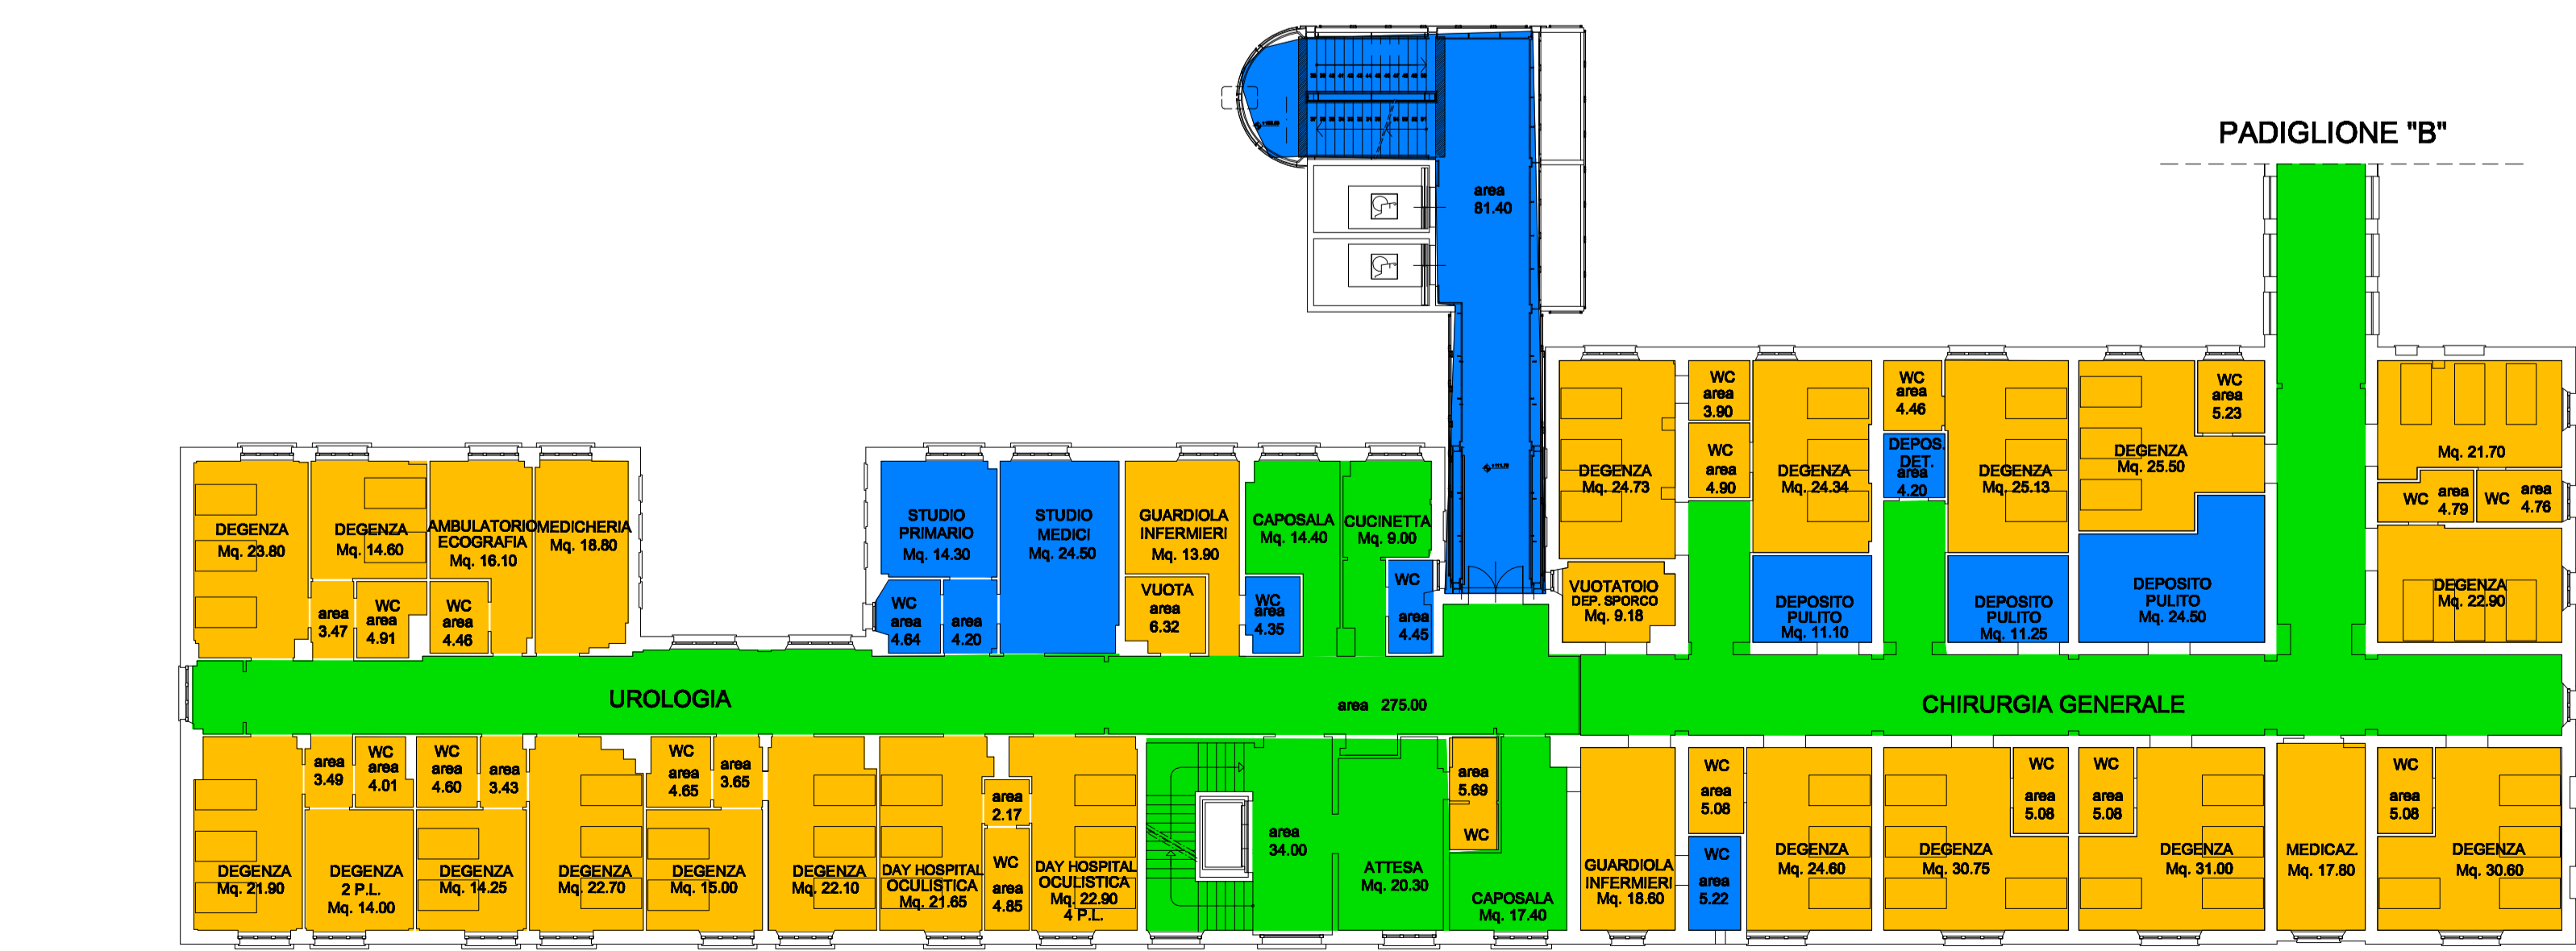 PADIGLIONE "B"
area
81.40
DEGENZA
Mq. 23.80
DEGENZA
Mq. 14.60
area
3.47
WC
area
4.91
AMBULATORIO
ECOGRAFIA
Mq. 16.10
WC
area
4.46
MEDICHERIA
Mq. 18.80
STUDIO
PRIMARIO
Mq. 14.30
WC
area
4.64
area
4.20
STUDIO
MEDICI
Mq. 24.50
GUARDIOLA
INFERMIERI
Mq. 13.90
VUOTA
area
6.32
CAPOSALA
Mq. 14.40
WC
area
4.35
CUCINETTA
Mq. 9.00
WC
area
4.45
DEGENZA
Mq. 24.73
VUOTATOIO
DEP. SPORCO
Mq. 9.18
WC
area
3.90
WC
area
4.90
DEGENZA
Mq. 24.34
DEPOSITO
PULITO
Mq. 11.10
WC
area
4.46
DEPOS.
DET.
area
4.20
DEGENZA
Mq. 25.13
DEPOSITO
PULITO
Mq. 11.25
DEGENZA
Mq. 25.50
WC
area
5.23
DEPOSITO
PULITO
Mq. 24.50
Mq. 21.70
WC
area
4.79
WC
area
4.76
DEGENZA
Mq. 22.90
UROLOGIA
area 275.00
CHIRURGIA GENERALE
DEGENZA
Mq. 21.90
area
3.49
WC
area
4.01
DEGENZA
2 P.L.
Mq. 14.00
WC
area
4.60
area
3.43
DEGENZA
Mq. 14.25
DEGENZA
Mq. 22.70
WC
area
4.65
area
3.65
DEGENZA
Mq. 15.00
DEGENZA
Mq. 22.10
DAY HOSPITAL
OCULISTICA
Mq. 21.65
area
2.17
WC
area
4.85
DAY HOSPITAL
OCULISTICA
Mq. 22.90
4 P.L.
area
34.00
ATTESA
Mq. 20.30
area
5.69
WC
CAPOSALA
Mq. 17.40
GUARDIOLA
INFERMIERI
Mq. 18.60
WC
area
5.08
WC
area
5.22
DEGENZA
Mq. 24.60
DEGENZA
Mq. 30.75
WC
area
5.08
WC
area
5.08
DEGENZA
Mq. 31.00
MEDICAZ.
Mq. 17.80
WC
area
5.08
DEGENZA
Mq. 30.60